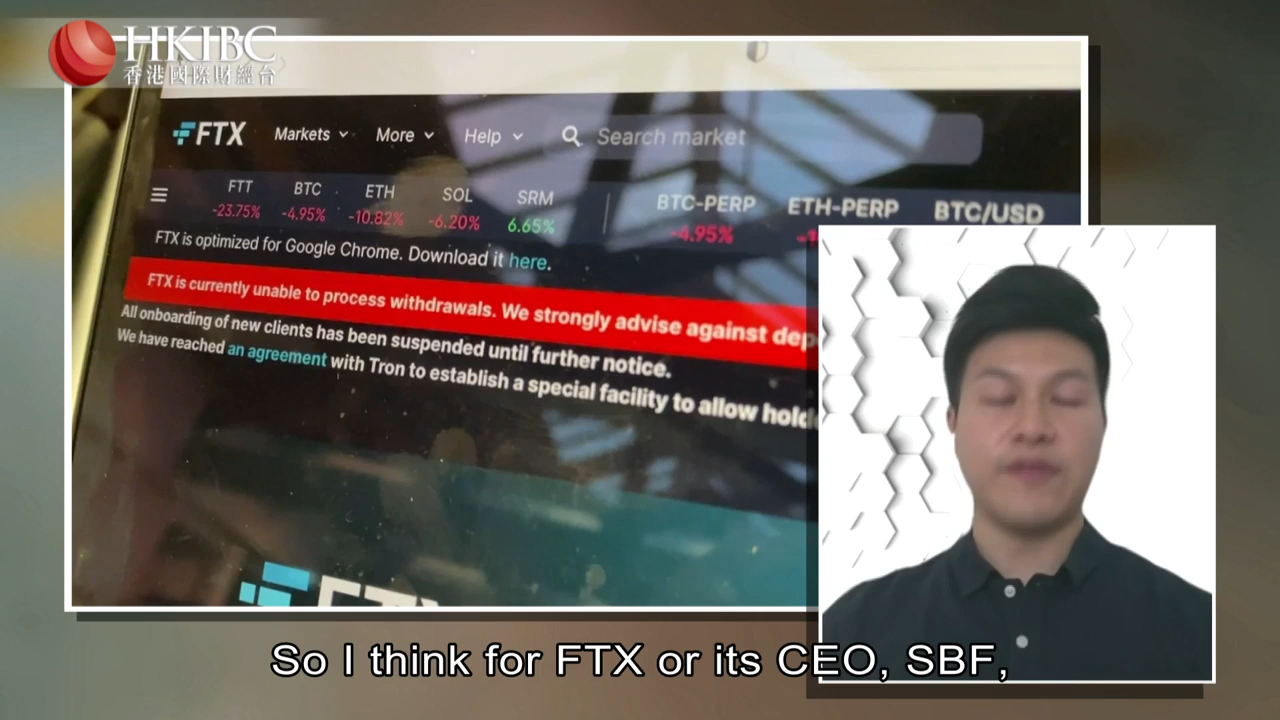 HKIBC
香港國際財經台
FTX Markets More Help Search market
FTT BTC ETH SOL SRM BTC-PERP ETH-PERP BTC/USD
-23.75% -4.95% -10.82% -6.20% 6.65% -4.95%
FTX is optimized for Google Chrome. Download it here.
FTX is currently unable to process withdrawals. We strongly advise against
All onboarding of new clients has been suspended until further notice.
We have reached an agreement with Tron to establish a special facility to allow
FTX
So I think for FTX or its CEO, SBF,